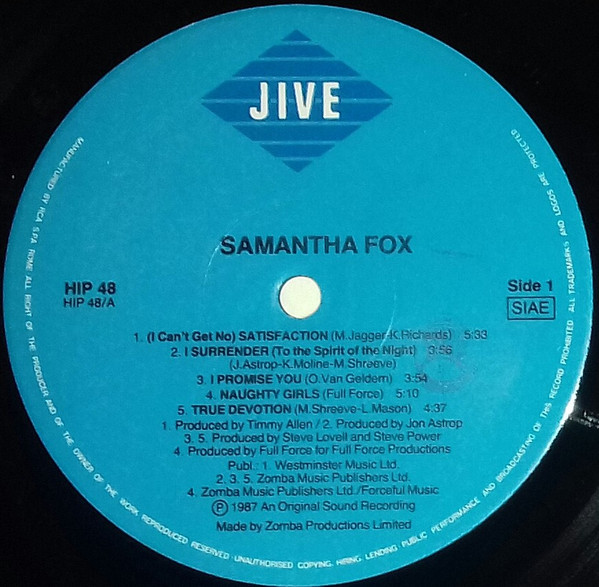 JIVE
SAMANTHA FOX
HIP 48
HIP 48/A
Side 1
SIAE
1. (I Can't Get No) SATISFACTION (M.Jagger-K.Richards) 5:33
2. I SURRENDER (To the Spirit of the Night) 3:56
(J.Astrop-K.Moline-M.Shreeve)
3. I PROMISE YOU (O.Van Geldern) 3:54
4. NAUGHTY GIRLS (Full Force) 5:10
5. TRUE DEVOTION (M.Shreeve-L.Mason) 4:37
1. Produced by Timmy Allen / 2. Produced by Jon Astrop
3. 5. Produced by Steve Lovell and Steve Power
4. Produced by Full Force for Full Force Productions
Publ.: 1. Westminster Music Ltd.
2. 3. 5. Zomba Music Publishers Ltd.
4. Zomba Music Publishers Ltd./Forceful Music
Ⓟ 1987 An Original Sound Recording
Made by Zomba Productions Limited
MANUFACTURED BY RCA S.P.A. ROME. ALL RIGHT OF THE PRODUCER AND OF THE OWNER OF THE WORK REPRODUCED RESERVED · UNAUTHORISED COPYING, HIRING, LENDING, PUBLIC PERFORMANCE AND BROADCASTING OF THIS RECORD PROHIBITED. ALL TRADEMARKS AND LOGOS ARE PROTECTED